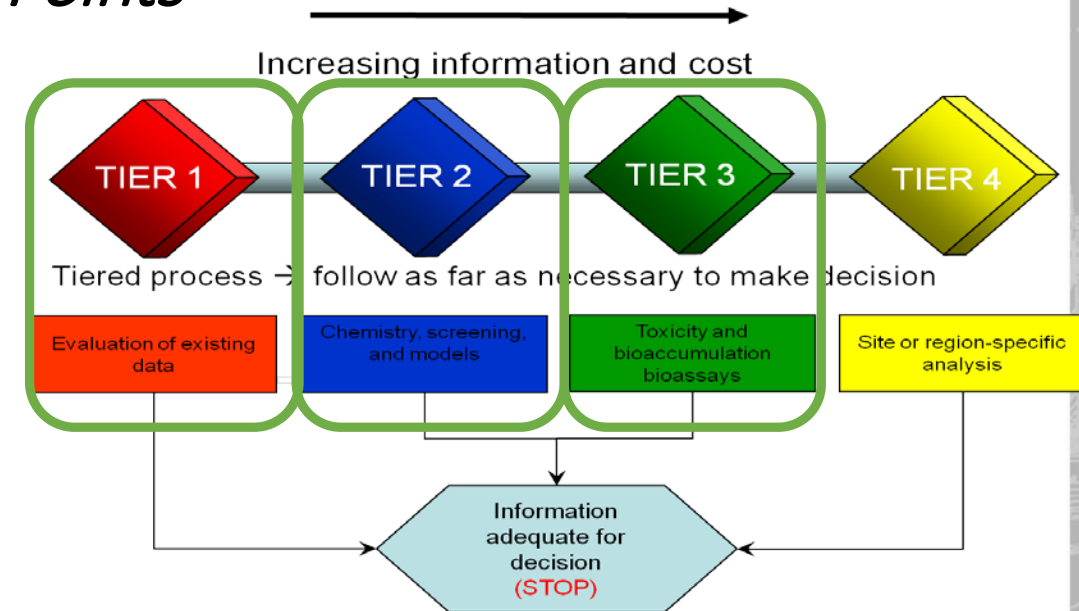 Points
Increasing information and cost
TIER 1
TIER 2
TIER 3
TIER 4
Tiered process → follow as far as necessary to make decision
Evaluation of existing
data
Chemistry, screening,
and models
Toxicity and
bioaccumulation
bioassays
Site or region-specific
analysis
Information
adequate for
decision
(STOP)